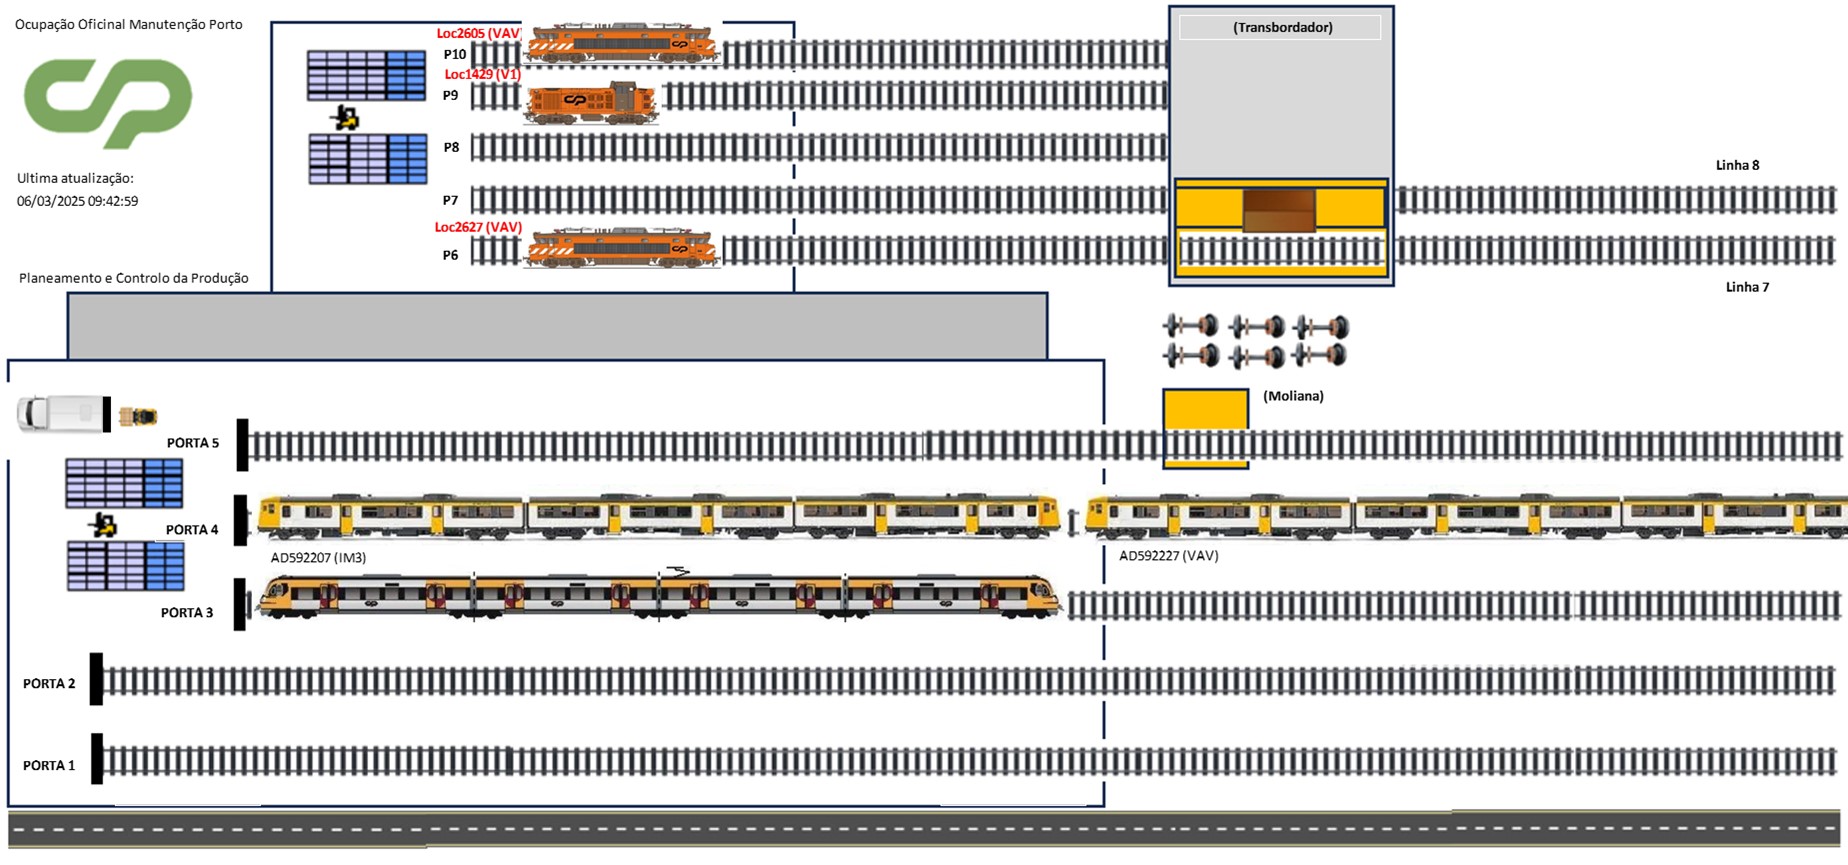 Ocupação Oficinal Manutenção Porto
(Transbordador)
Loc2605 (VAV)
P10
Loc1429 (V1)
P9
P8
Linha 8
Ultima atualização:
06/03/2025 09:42:59
P7
Loc2627 (VAV)
P6
Planeamento e Controlo da Produção
Linha 7
(Moliana)
PORTA 5
PORTA 4
AD592207 (IM3)
AD592227 (VAV)
PORTA 3
PORTA 2
PORTA 1